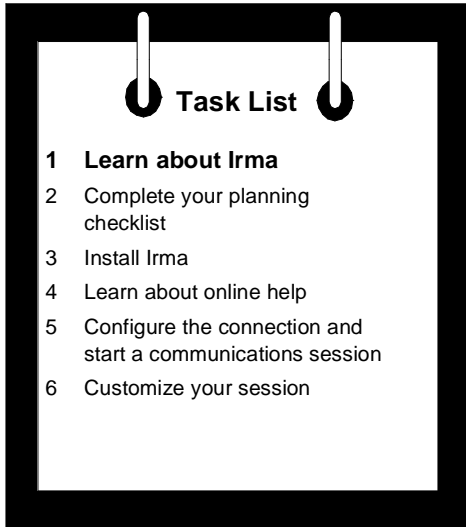 Task List
1 Learn about Irma
2 Complete your planning
checklist
3 Install Irma
4 Learn about online help
5 Configure the connection and
start a communications session
6 Customize your session